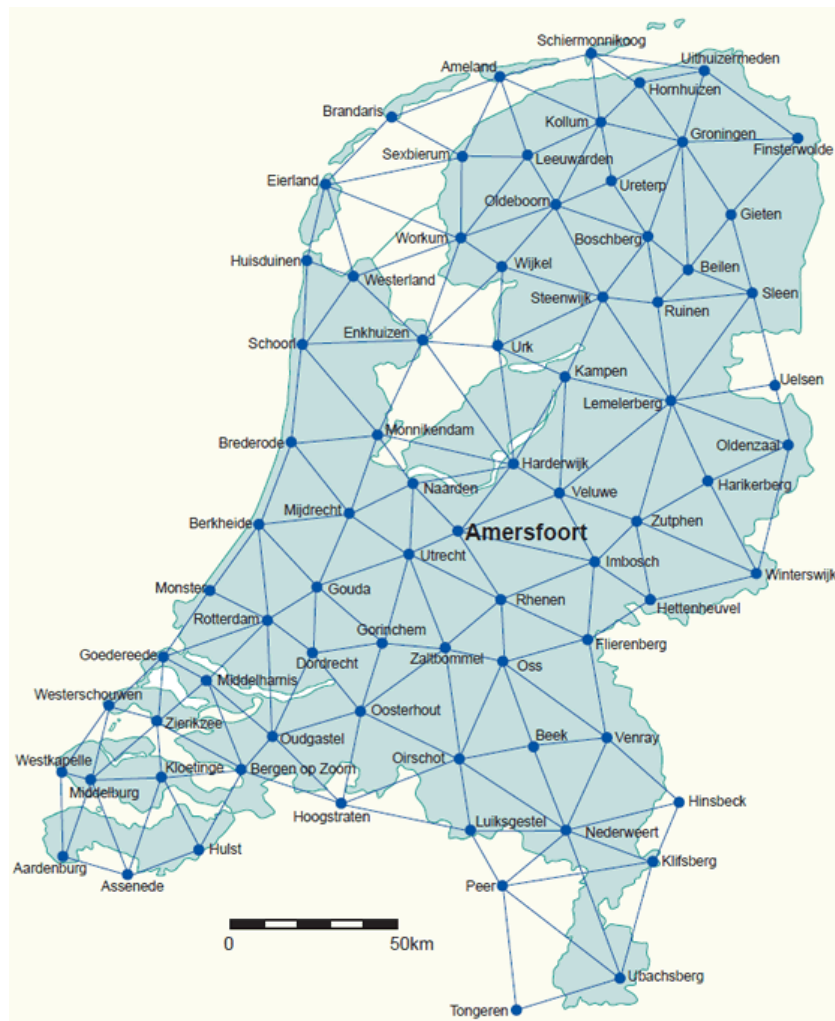 Schiermonnikoog
Uithuizermeden
Ameland
Hornhuizen
Brandaris
Kollum
Groningen
Finsterwolde
Sexbierum
Leeuwarden
Eierland
Ureterp
Oldeboorn
Gieten
Workum
Boschberg
Huisduinen
Wijkel
Beilen
Westerland
Steenwijk
Sleen
Ruinen
Enkhuizen
Schoorl
Urk
Kampen
Uelsen
Lemelerberg
Monnikendam
Brederode
Oldenzaal
Harderwijk
Naarden
Veluwe
Harikerberg
Mijdrecht
Berkheide
Amersfoort
Zutphen
Utrecht
Imbosch
Winterswijk
Monster
Gouda
Rhenen
Hettenheuvel
Rotterdam
Gorinchem
Flierenberg
Goedereede
Dordrecht
Zaltbommel
Oss
Middelharnis
Westerschouwen
Zierikzee
Oosterhout
Oudgastel
Beek
Venray
Westkapelle
Kloetinge
Bergen op Zoom
Oirschot
Middelburg
Hoogstraten
Hinsbeck
Luiksgestel
Nederweert
Hulst
Aardenburg
Klifsberg
Assenede
Peer
0
50km
Ubachsberg
Tongeren